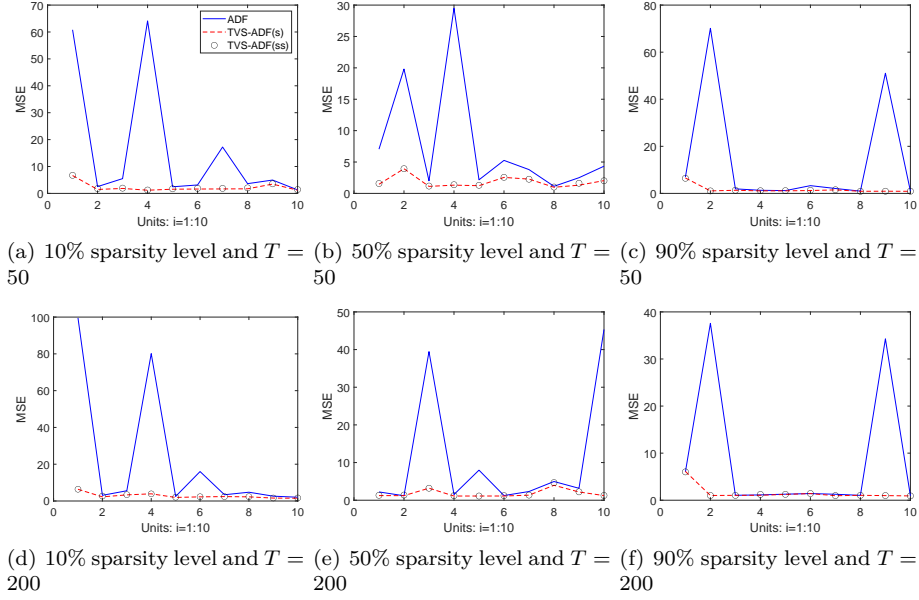 70
60
50
40
30
20
10
0
MSE
0 2 4 6 8 10
Units: i=1:10
ADF
TVS-ADF(s)
TVS-ADF(ss)
30
25
20
15
10
5
0
MSE
0 2 4 6 8 10
Units: i=1:10
80
60
40
20
0
MSE
0 2 4 6 8 10
Units: i=1:10
(a) 10% sparsity level and T =
50
(b) 50% sparsity level and T =
50
(c) 90% sparsity level and T =
50
100
80
60
40
20
0
MSE
0 2 4 6 8 10
Units: i=1:10
50
40
30
20
10
0
MSE
0 2 4 6 8 10
Units: i=1:10
40
30
20
10
0
MSE
0 2 4 6 8 10
Units: i=1:10
(d) 10% sparsity level and T =
200
(e) 50% sparsity level and T =
200
(f) 90% sparsity level and T =
200